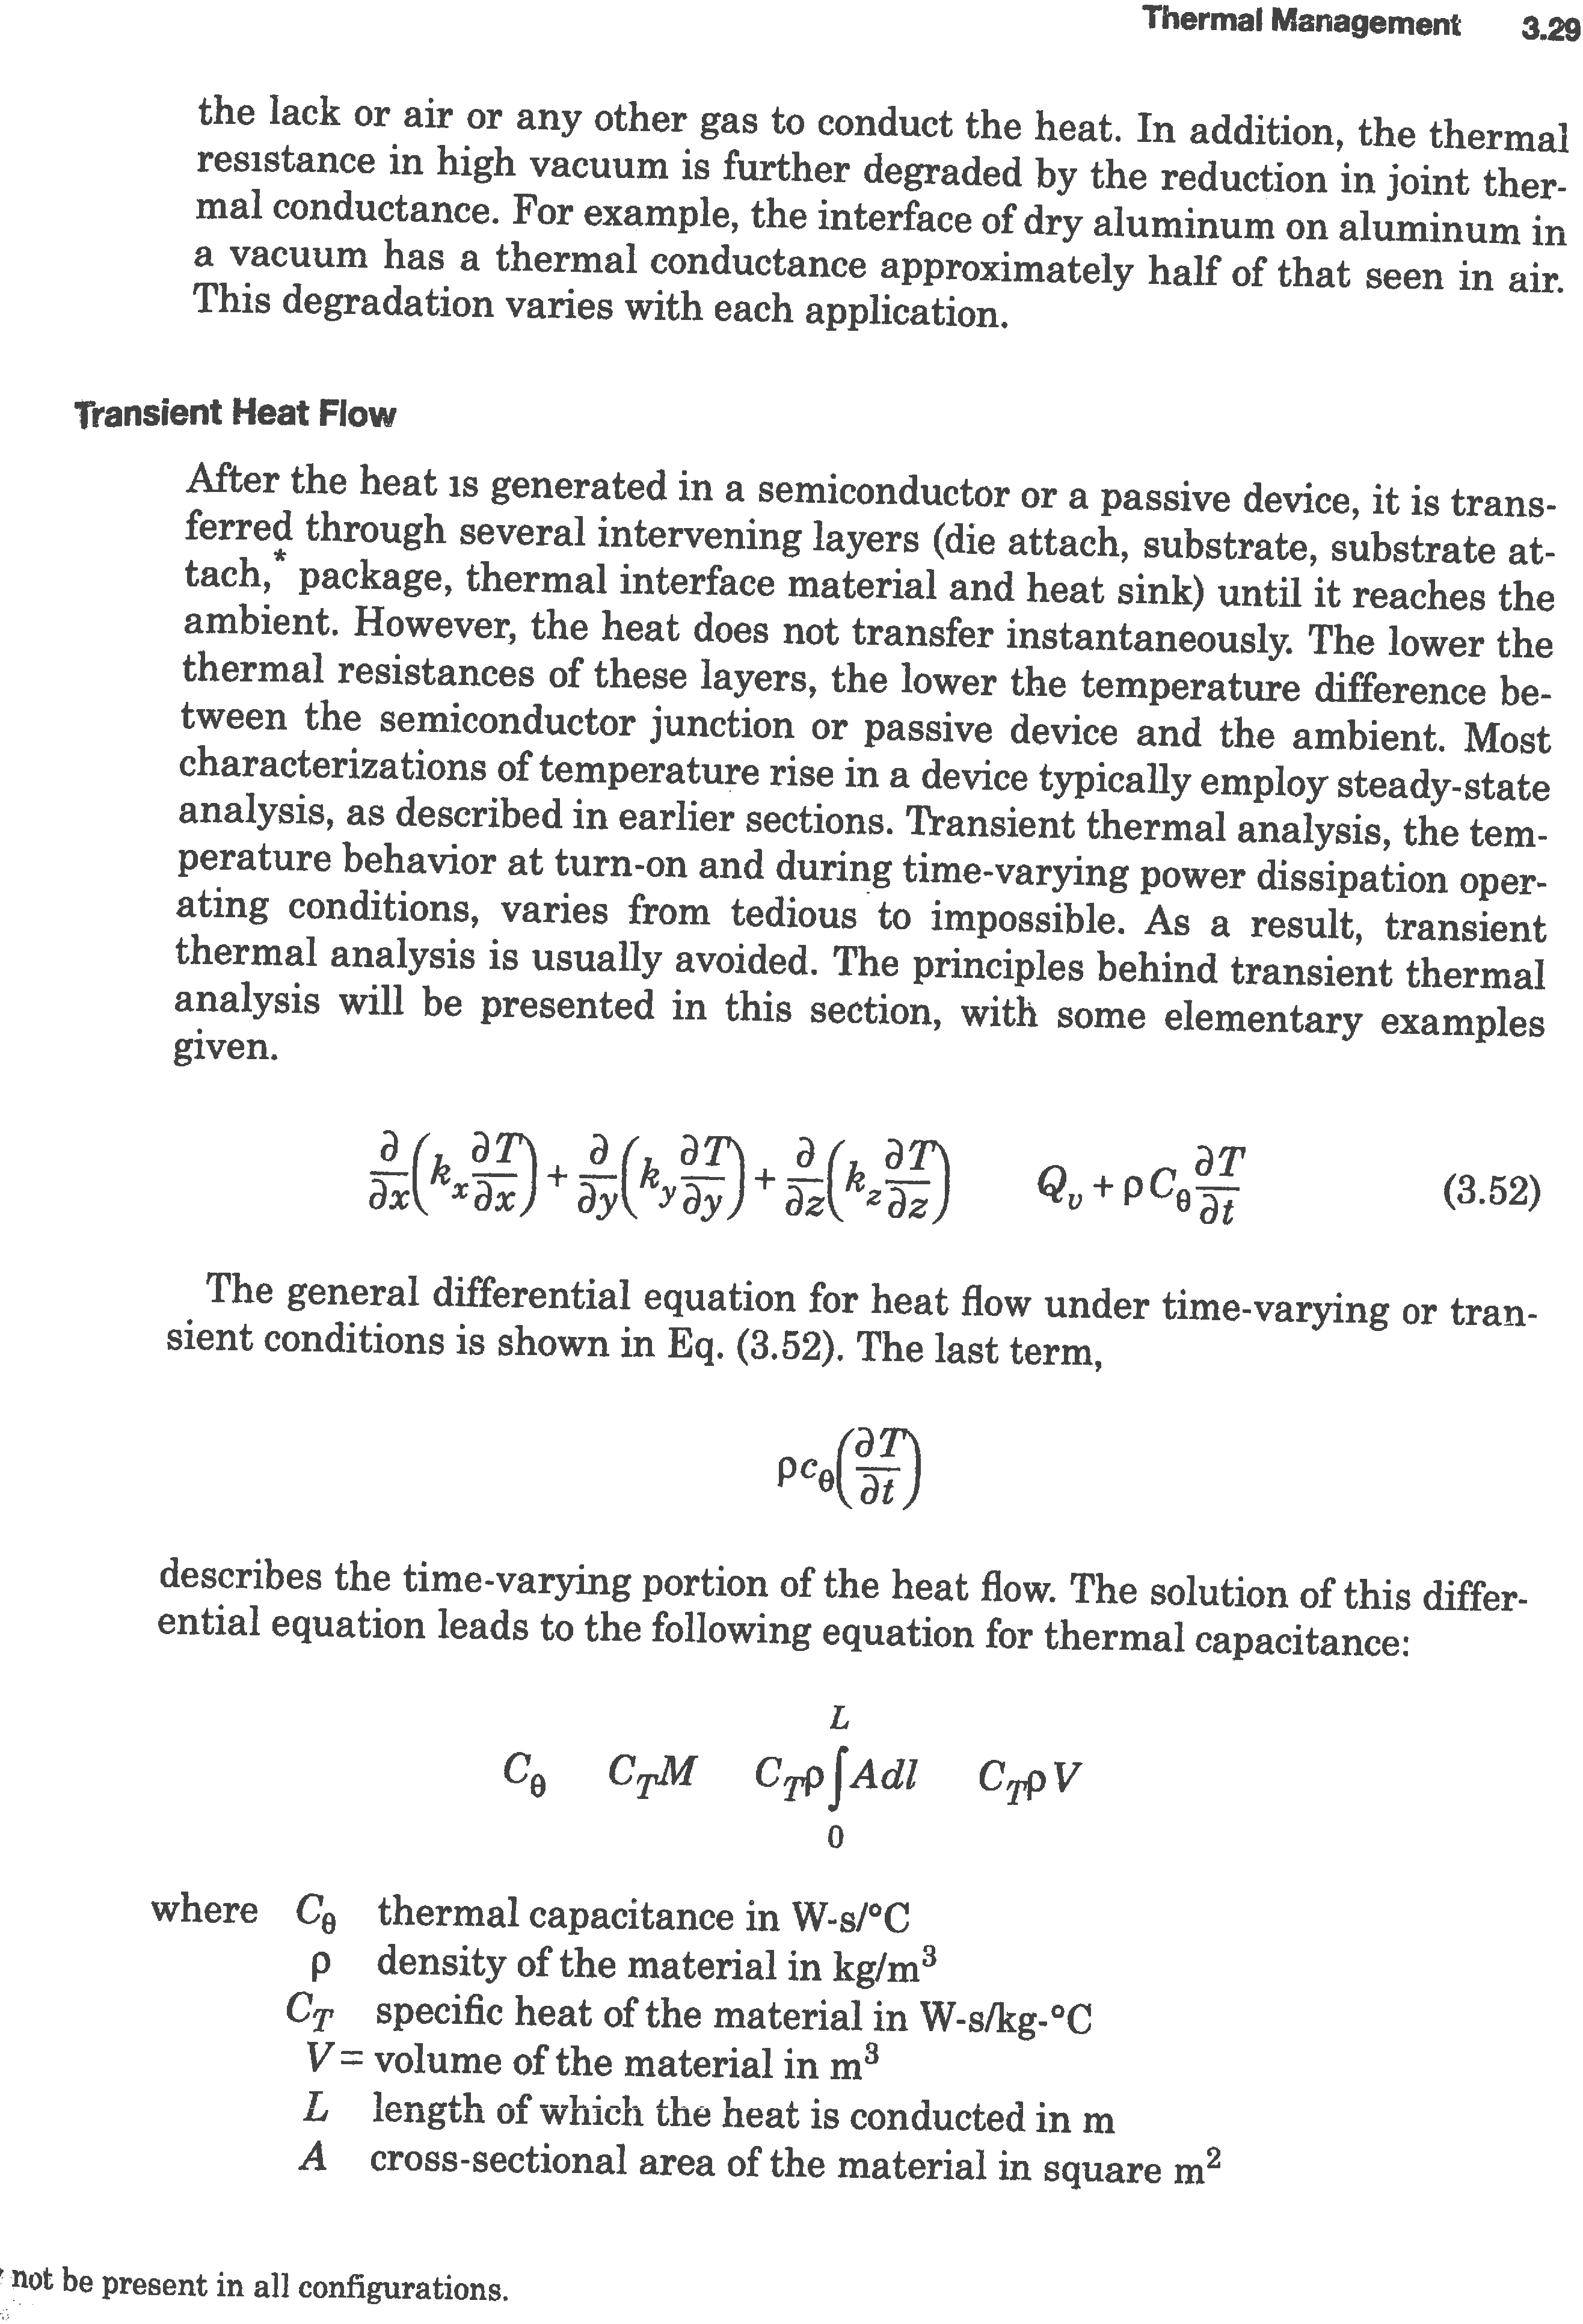 Thermal Management 3.29
the lack or air or any other gas to conduct the heat. In addition, the thermal
resistance in high vacuum is further degraded by the reduction in joint ther-
mal conductance. For example, the interface of dry aluminum on aluminum in
a vacuum has a thermal conductance approximately half of that seen in air.
This degradation varies with each application.
Transient Heat Flow
After the heat is generated in a semiconductor or a passive device, it is trans-
ferred through several intervening layers (die attach, substrate, substrate at-
tach,* package, thermal interface material and heat sink) until it reaches the
ambient. However, the heat does not transfer instantaneously. The lower the
thermal resistances of these layers, the lower the temperature difference be-
tween the semiconductor junction or passive device and the ambient. Most
characterizations of temperature rise in a device typically employ steady-state
analysis, as described in earlier sections. Transient thermal analysis, the tem-
perature behavior at turn-on and during time-varying power dissipation oper-
ating conditions, varies from tedious to impossible. As a result, transient
thermal analysis is usually avoided. The principles behind transient thermal
analysis will be presented in this section, with some elementary examples
given.
∂/∂x(k_x ∂T/∂x) + ∂/∂y(k_y ∂T/∂y) + ∂/∂z(k_z ∂T/∂z) Q_v + ρC_θ ∂T/∂t (3.52)
The general differential equation for heat flow under time-varying or tran-
sient conditions is shown in Eq. (3.52). The last term,
ρc_θ(∂T/∂t)
describes the time-varying portion of the heat flow. The solution of this differ-
ential equation leads to the following equation for thermal capacitance:
C_θ C_T M C_T ρ ∫_0^L Adl C_T ρV
where C_θ thermal capacitance in W-s/°C
ρ density of the material in kg/m³
C_T specific heat of the material in W-s/kg-°C
V = volume of the material in m³
L length of which the heat is conducted in m
A cross-sectional area of the material in square m²
not be present in all configurations.